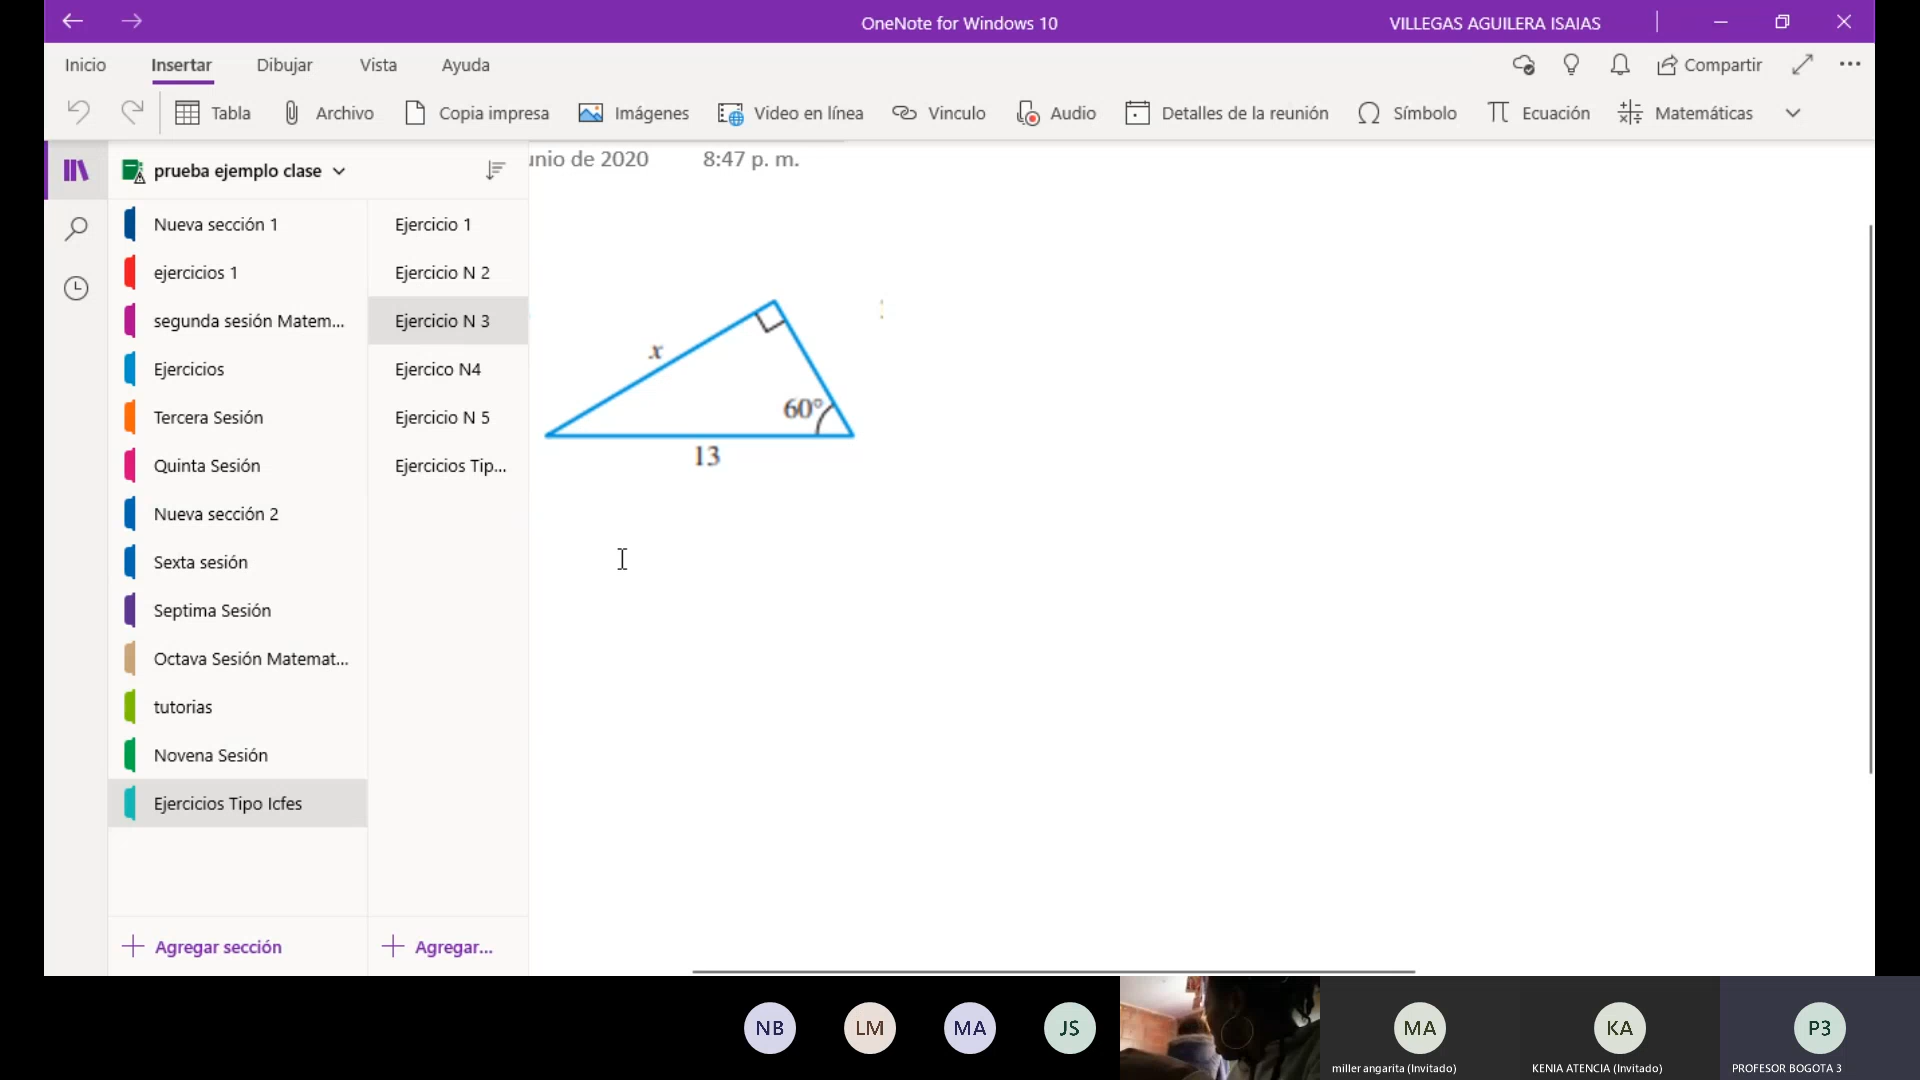 OneNote for Windows 10
VILLEGAS AGUILERA ISAIAS
Inicio
Insertar
Dibujar
Vista
Ayuda
Compartir
Tabla
Archivo
Copia impresa
Imágenes
Video en línea
Vinculo
Audio
Detalles de la reunión
Símbolo
Ecuación
Matemáticas
prueba ejemplo clase
unio de 2020
8:47 p. m.
Nueva sección 1
ejercicios 1
segunda sesión Matem...
Ejercicios
Tercera Sesión
Quinta Sesión
Nueva sección 2
Sexta sesión
Septima Sesión
Octava Sesión Matemat...
tutorias
Novena Sesión
Ejercicios Tipo Icfes
Agregar sección
Ejercicio 1
Ejercicio N 2
Ejercicio N 3
Ejercico N4
Ejercicio N 5
Ejercicios Tip...
Agregar...
x
60°
13
NB
LM
MA
JS
MA
miller angarita (Invitado)
KA
KENIA ATENCIA (Invitado)
P3
PROFESOR BOGOTA 3